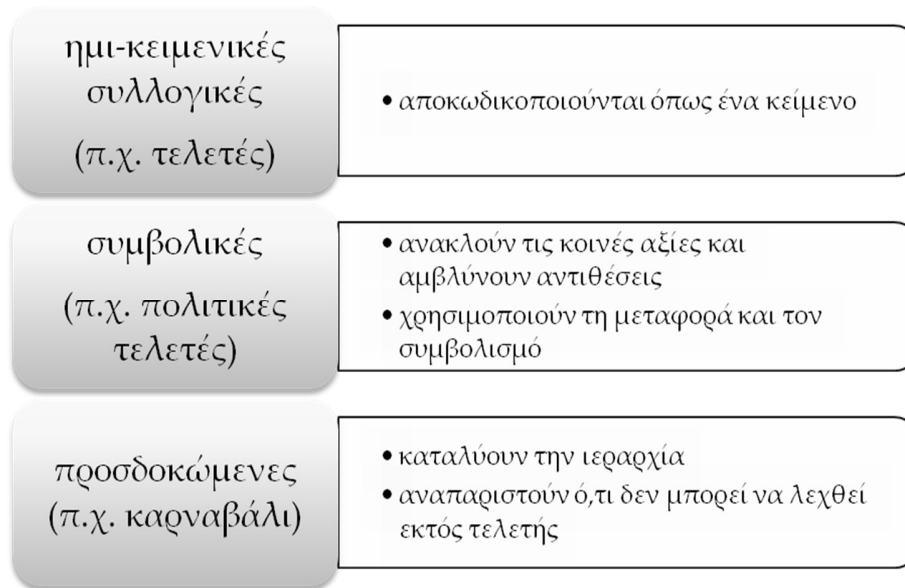 ημι-κειμενικές
συλλογικές
(π.χ. τελετές)
• αποκωδικοποιούνται όπως ένα κείμενο
συμβολικές
(π.χ. πολιτικές
τελετές)
• ανακλούν τις κοινές αξίες και
αμβλύνουν αντιθέσεις
• χρησιμοποιούν τη μεταφορά και τον
συμβολισμό
προσδοκώμενες
(π.χ. καρναβάλι)
• καταλύουν την ιεραρχία
• αναπαριστούν ό,τι δεν μπορεί να λεχθεί
εκτός τελετής